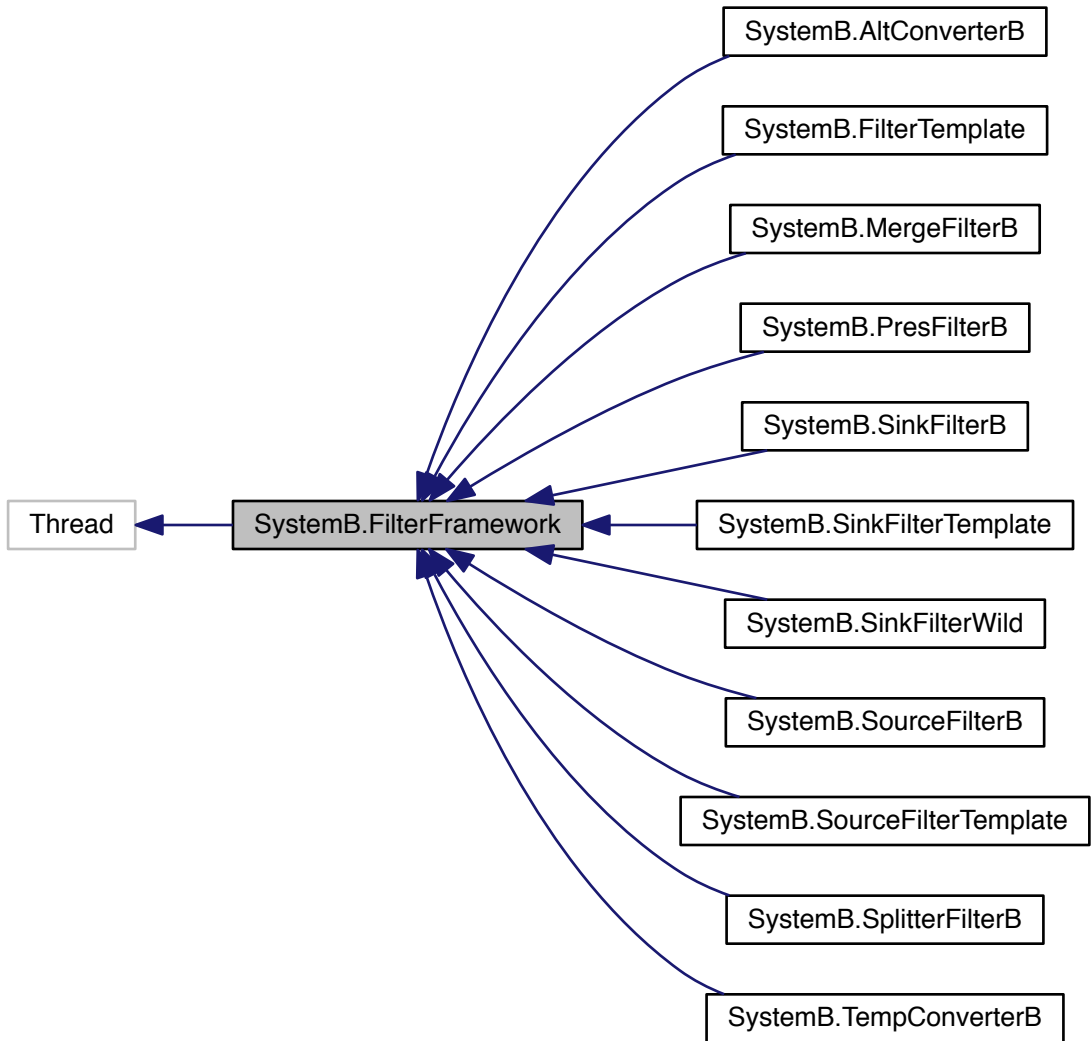 SystemB.AltConverterB
SystemB.FilterTemplate
SystemB.MergeFilterB
SystemB.PresFilterB
SystemB.SinkFilterB
Thread
SystemB.FilterFramework
SystemB.SinkFilterTemplate
SystemB.SinkFilterWild
SystemB.SourceFilterB
SystemB.SourceFilterTemplate
SystemB.SplitterFilterB
SystemB.TempConverterB